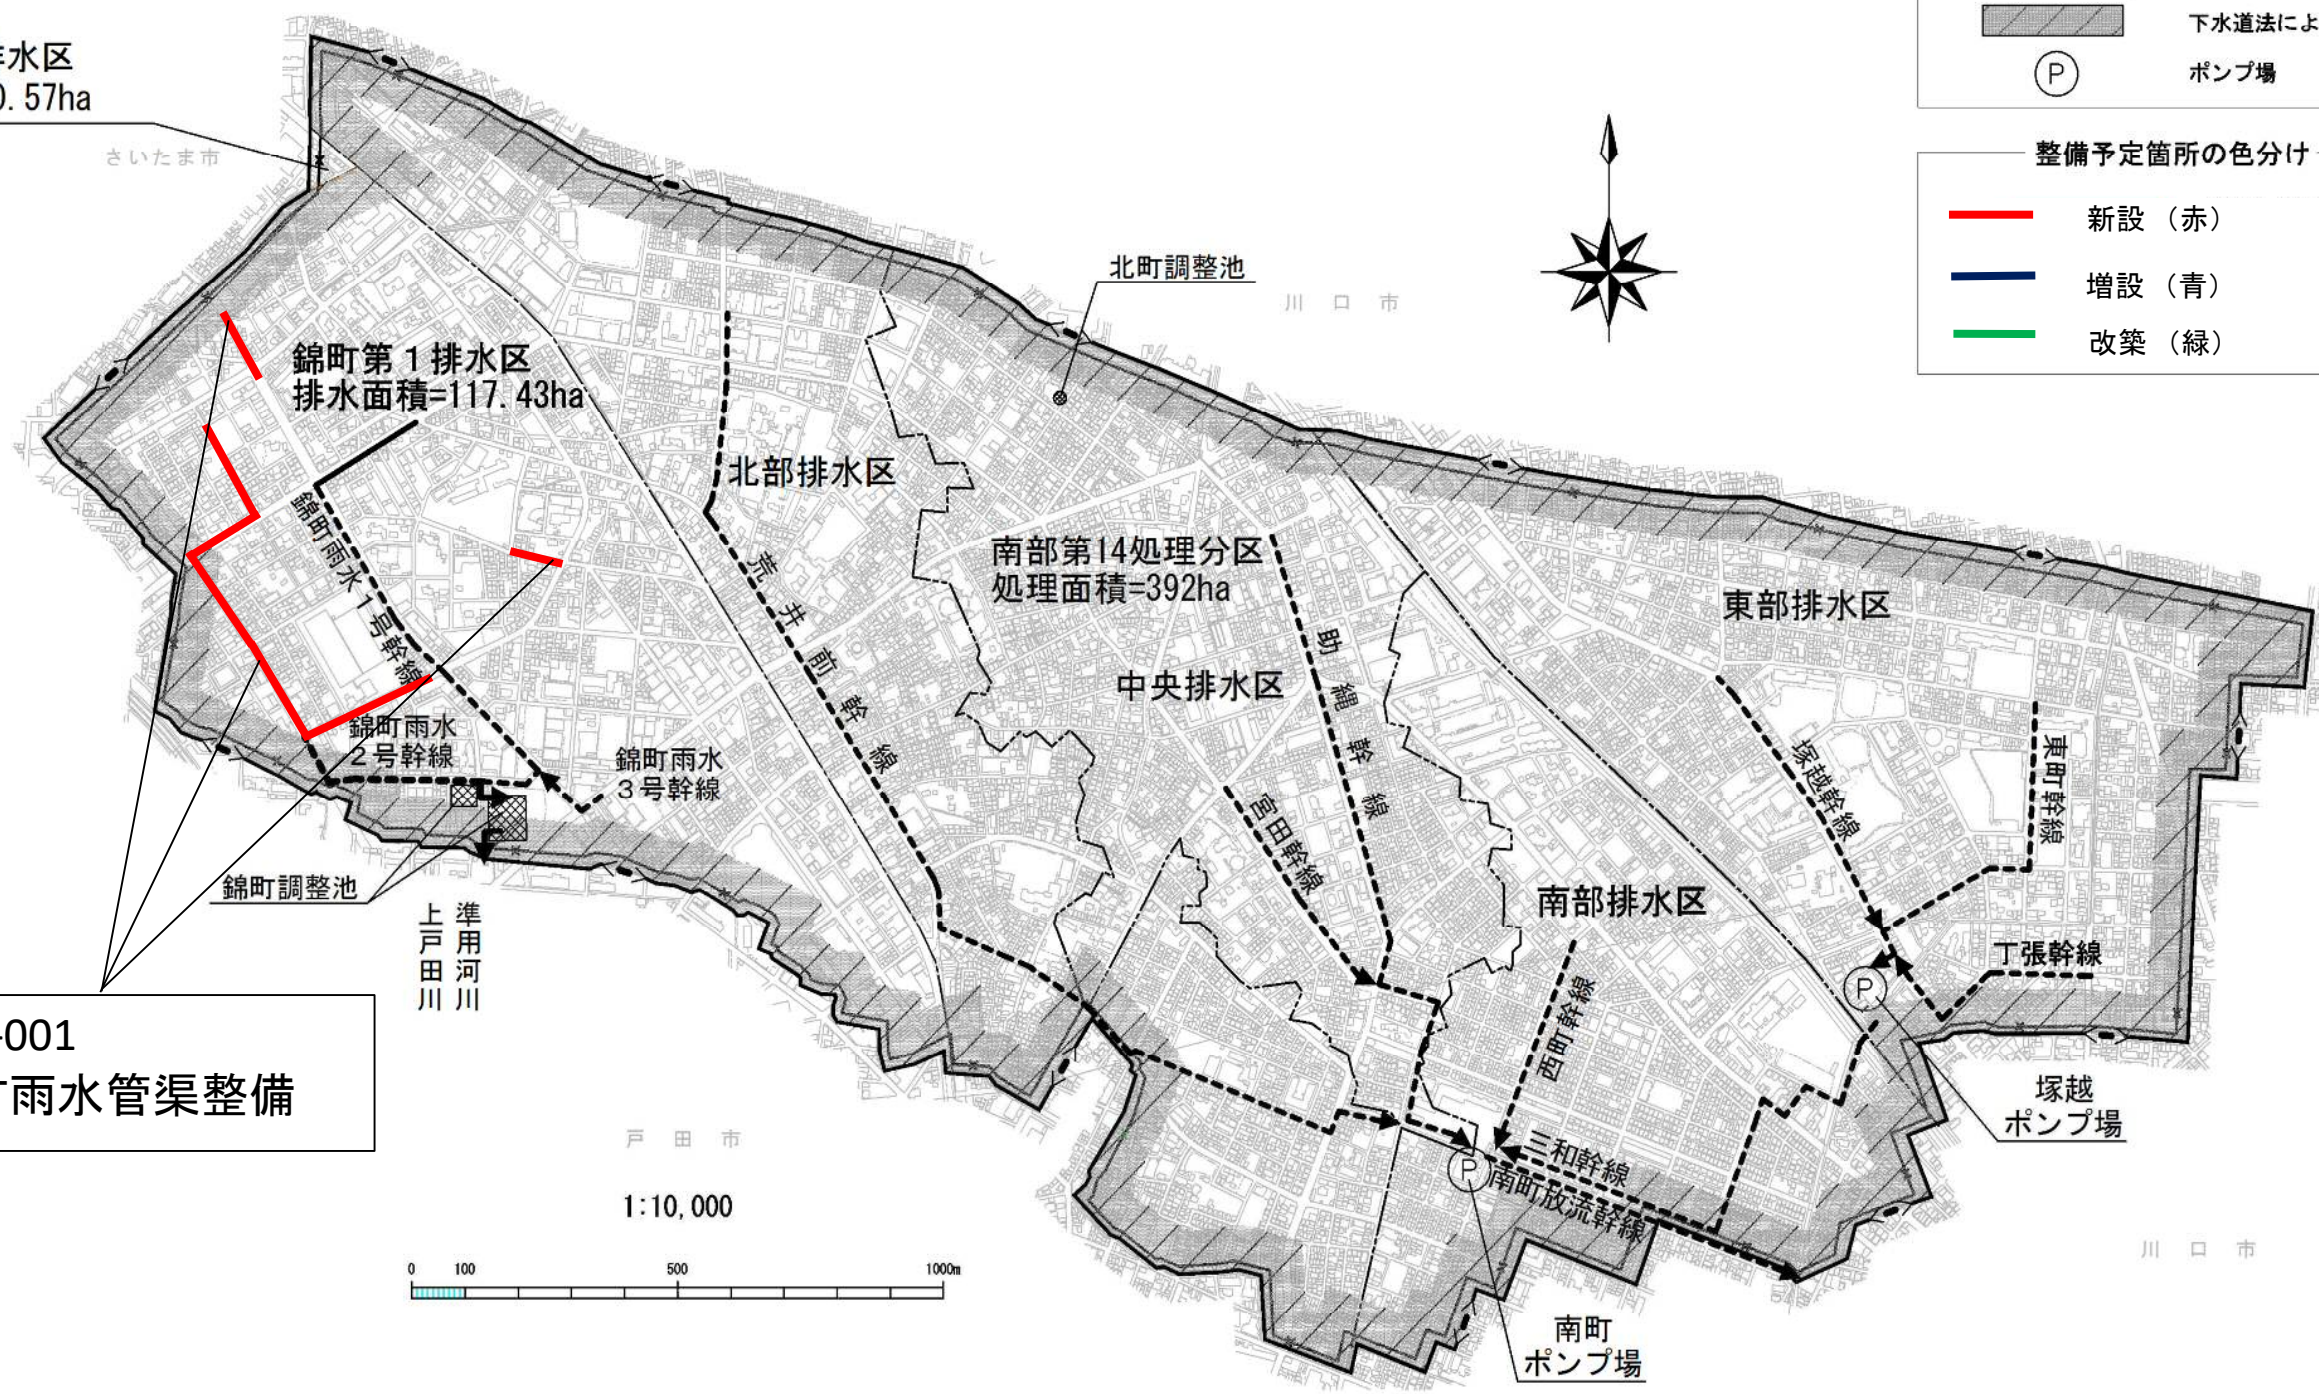 排水区
0.57ha
さいたま市
下水道法によ
ポンプ場
P
整備予定箇所の色分け
新設（赤）
増設（青）
改築（緑）
北町調整池
川口市
錦町第１排水区
排水面積=117.43ha
北部排水区
錦町雨水1号幹線
荒井前幹線
南部第14処理分区
処理面積=392ha
助縄幹線
東部排水区
中央排水区
錦町雨水
２号幹線
錦町雨水
３号幹線
宮田幹線
塚越幹線
東町幹線
錦町調整池
準用河川
上戸田川
南部排水区
丁張幹線
P
西町幹線
-001
雨水管渠整備
塚越
ポンプ場
戸田市
三和幹線
P
南町放流幹線
1:10,000
0 100 500 1000m
川口市
南町
ポンプ場